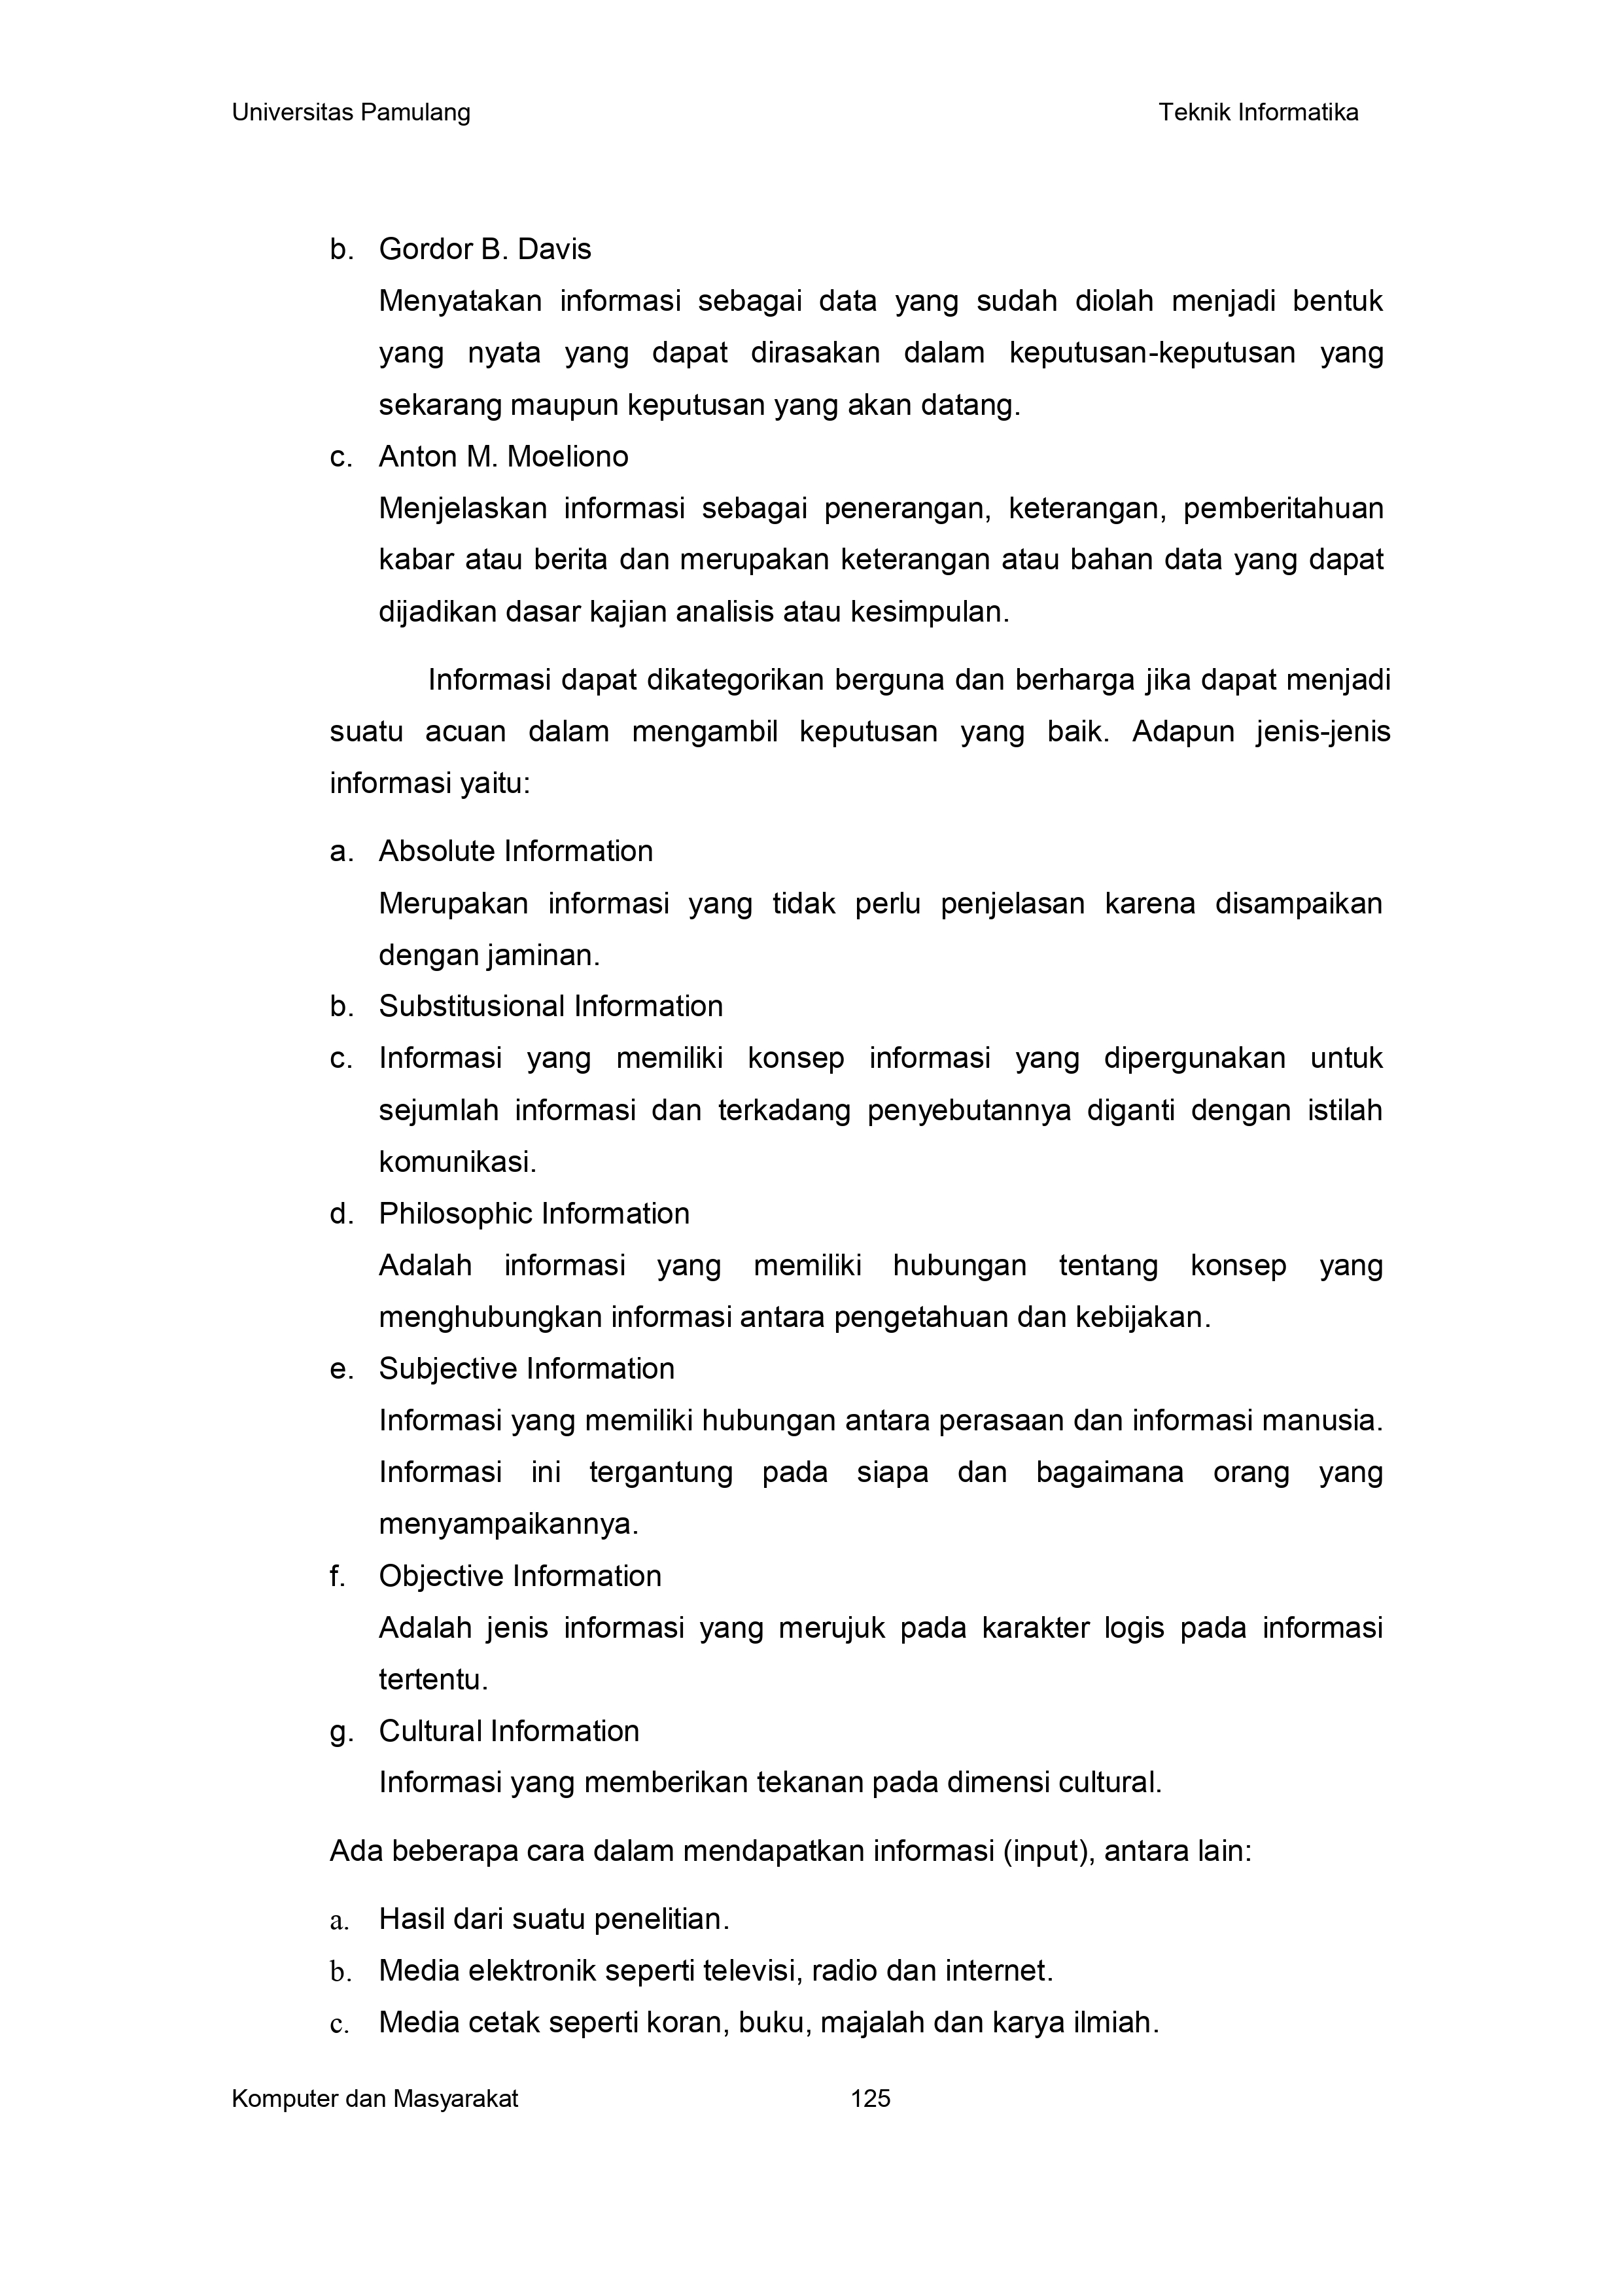 Universitas Pamulang Teknik Informatika
b. Gordor B. Davis
Menyatakan informasi sebagai data yang sudah diolah menjadi bentuk
yang nyata yang dapat dirasakan dalam keputusan-keputusan yang
sekarang maupun keputusan yang akan datang.
c. Anton M. Moeliono
Menjelaskan informasi sebagai penerangan, keterangan, pemberitahuan
kabar atau berita dan merupakan keterangan atau bahan data yang dapat
dijadikan dasar kajian analisis atau kesimpulan.
Informasi dapat dikategorikan berguna dan berharga jika dapat menjadi
suatu acuan dalam mengambil keputusan yang baik. Adapun jenis-jenis
informasi yaitu:
a. Absolute Information
Merupakan informasi yang tidak perlu penjelasan karena disampaikan
dengan jaminan.
b. Substitusional Information
c. Informasi yang memiliki konsep informasi yang dipergunakan untuk
sejumlah informasi dan terkadang penyebutannya diganti dengan istilah
komunikasi.
d. Philosophic Information
Adalah informasi yang memiliki hubungan tentang konsep yang
menghubungkan informasi antara pengetahuan dan kebijakan.
e. Subjective Information
Informasi yang memiliki hubungan antara perasaan dan informasi manusia.
Informasi ini tergantung pada siapa dan bagaimana orang yang
menyampaikannya.
f. Objective Information
Adalah jenis informasi yang merujuk pada karakter logis pada informasi
tertentu.
g. Cultural Information
Informasi yang memberikan tekanan pada dimensi cultural.
Ada beberapa cara dalam mendapatkan informasi (input), antara lain:
a. Hasil dari suatu penelitian.
b. Media elektronik seperti televisi, radio dan internet.
c. Media cetak seperti koran, buku, majalah dan karya ilmiah.
Komputer dan Masyarakat 125